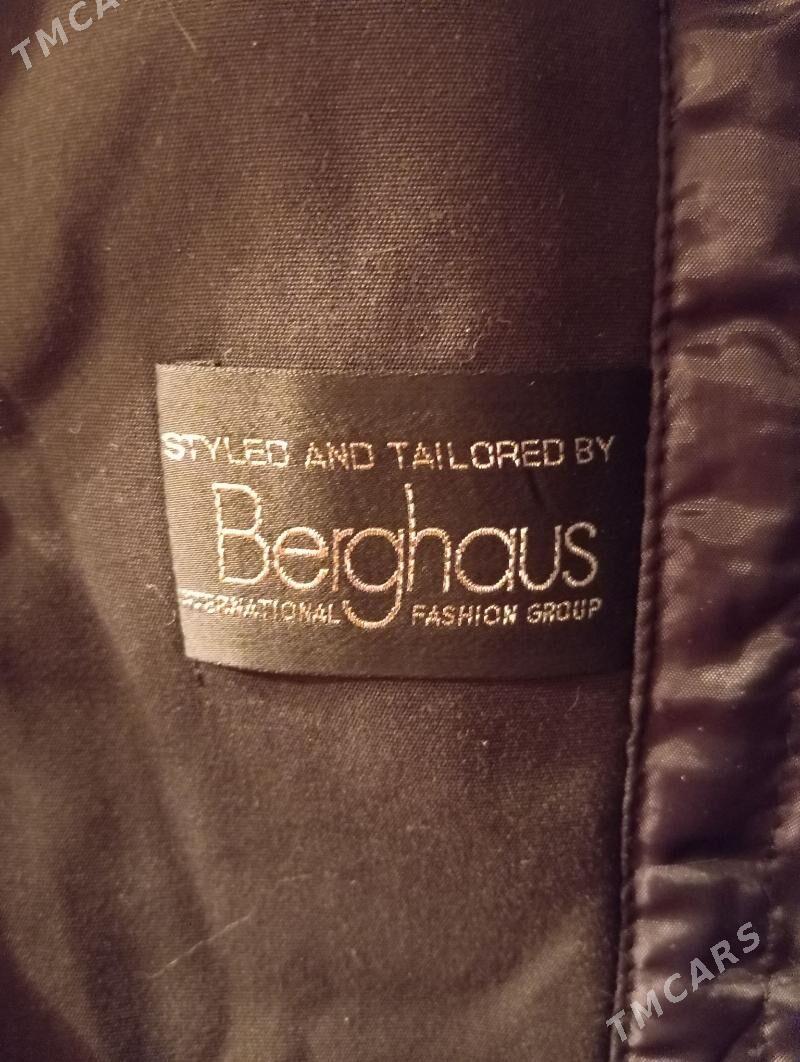 TMCARS
STYLED AND TAILORED BY
Berghaus
INTERNATIONAL FASHION GROUP
TMCARS